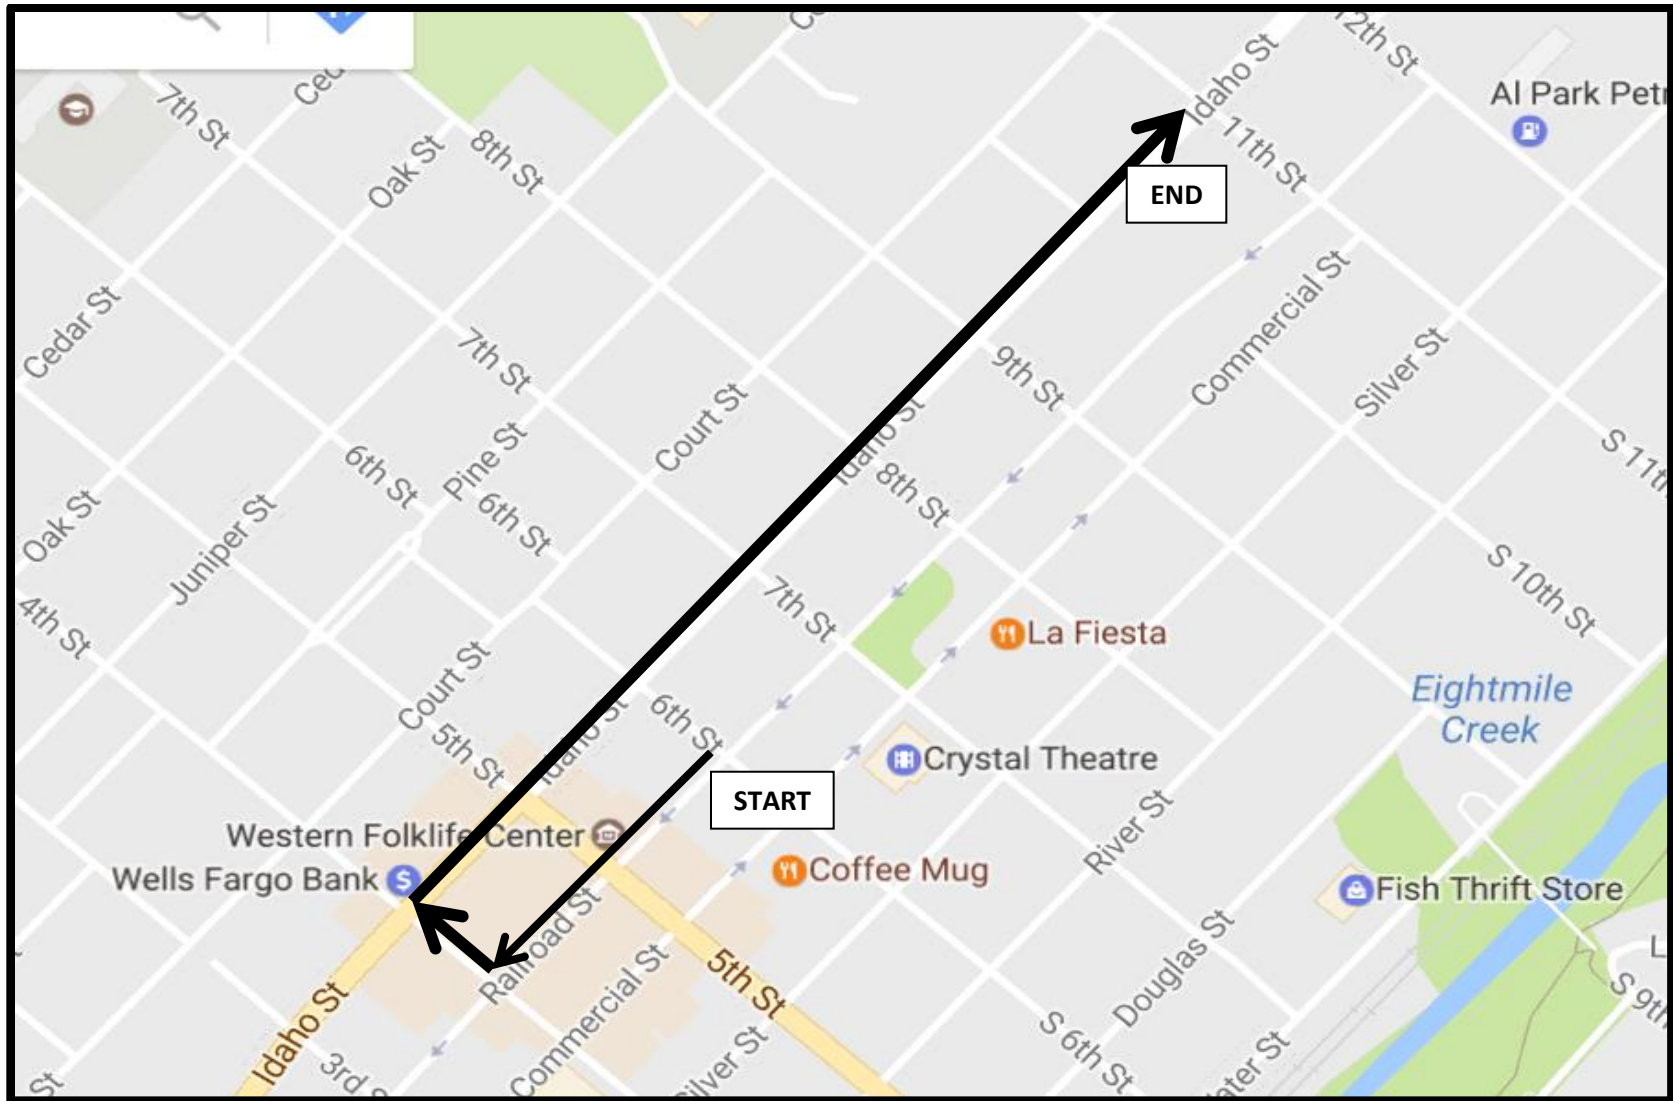 12th St
Idaho St
Al Park Petr
7th St
Oak St
8th St
11th St
END
Cedar St
Commercial St
7th St
9th St
Silver St
Court St
Idaho St
S 11th
6th St
Pine St
8th St
Oak St
6th St
Juniper St
S 10th St
7th St
4th St
La Fiesta
Court St
Eightmile
Creek
6th St
Idaho St
5th St
Crystal Theatre
START
Western Folklife Center
River St
Wells Fargo Bank
$
Coffee Mug
Fish Thrift Store
Railroad St
5th St
Commercial St
Douglas St
S 9th
Idaho St
S 6th St
3rd S
Silver St
ater St
St